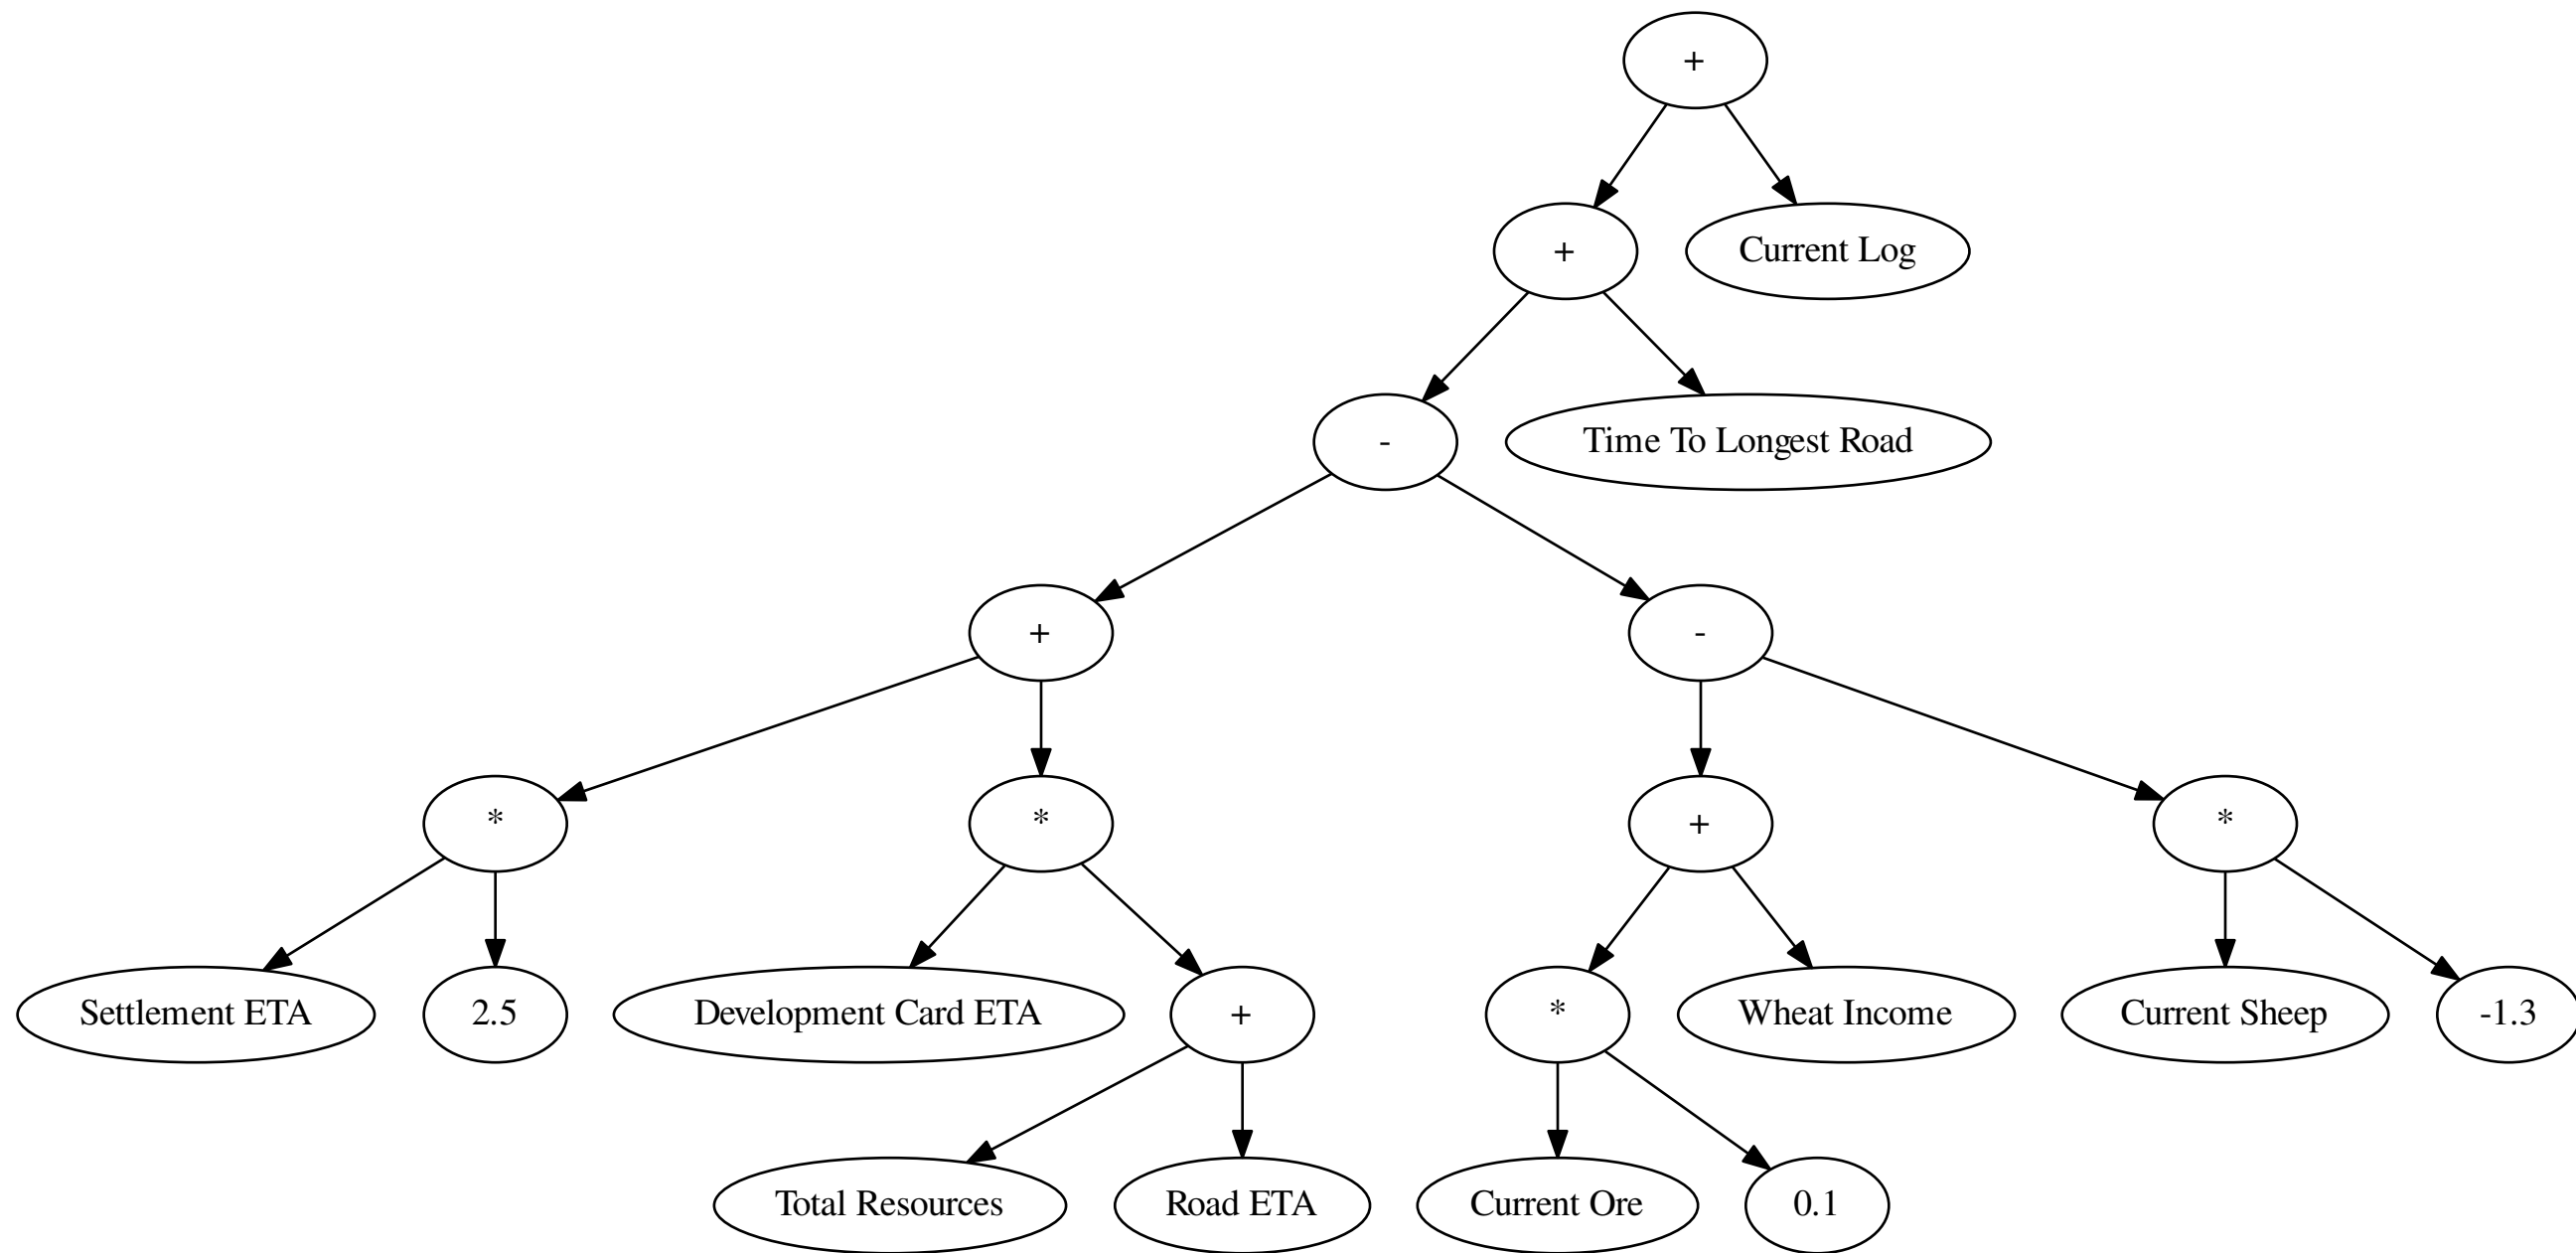 +
+
Current Log
-
Time To Longest Road
+
-
*
*
+
*
Settlement ETA
2.5
Development Card ETA
+
*
Wheat Income
Current Sheep
-1.3
Total Resources
Road ETA
Current Ore
0.1